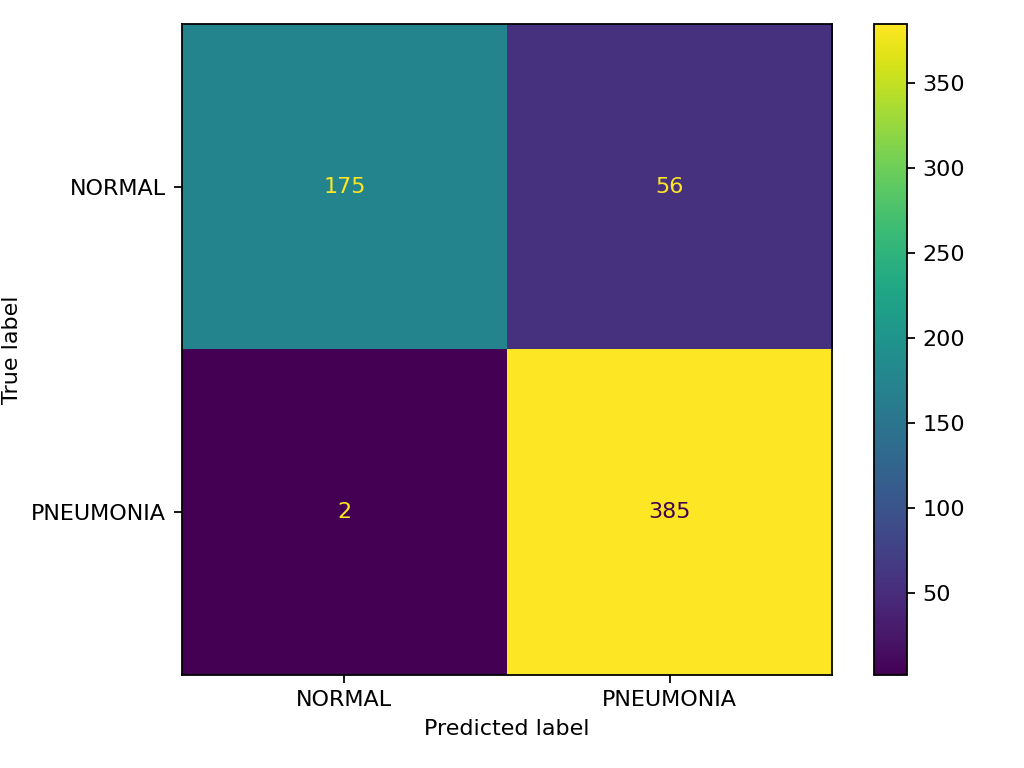 True label
NORMAL
175
56
PNEUMONIA
2
385
NORMAL
PNEUMONIA
Predicted label
350
300
250
200
150
100
50